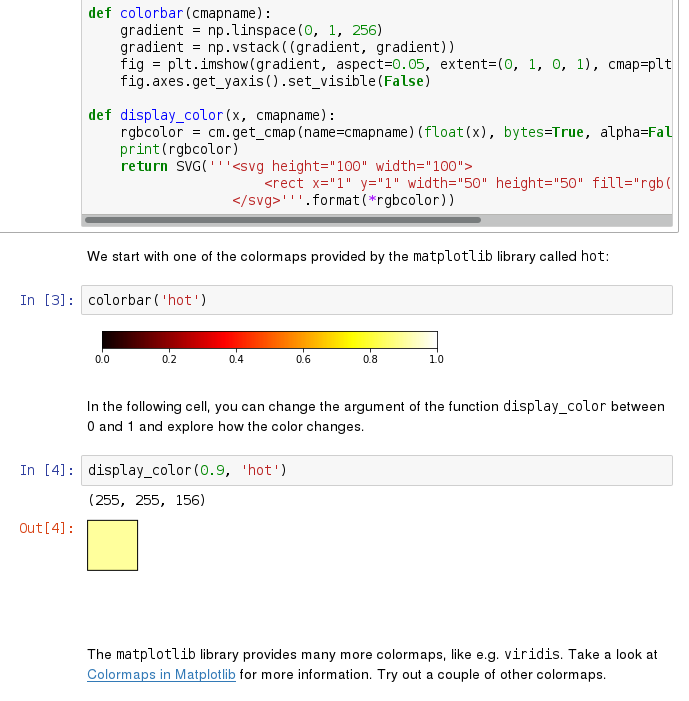 def colorbar(cmapname):
    gradient = np.linspace(0, 1, 256)
    gradient = np.vstack((gradient, gradient))
    fig = plt.imshow(gradient, aspect=0.05, extent=(0, 1, 0, 1), cmap=plt
    fig.axes.get_yaxis().set_visible(False)
def display_color(x, cmapname):
    rgbcolor = cm.get_cmap(name=cmapname)(float(x), bytes=True, alpha=Fal
    print(rgbcolor)
    return SVG('''<svg height="100" width="100">
                      <rect x="1" y="1" width="50" height="50" fill="rgb(
                  </svg>'''.format(*rgbcolor))
We start with one of the colormaps provided by the matplotlib library called hot:
In [3]: colorbar('hot')
0.0 0.2 0.4 0.6 0.8 1.0
In the following cell, you can change the argument of the function display_color between
0 and 1 and explore how the color changes.
In [4]: display_color(0.9, 'hot')
(255, 255, 156)
Out[4]:
The matplotlib library provides many more colormaps, like e.g. viridis. Take a look at
Colormaps in Matplotlib for more information. Try out a couple of other colormaps.